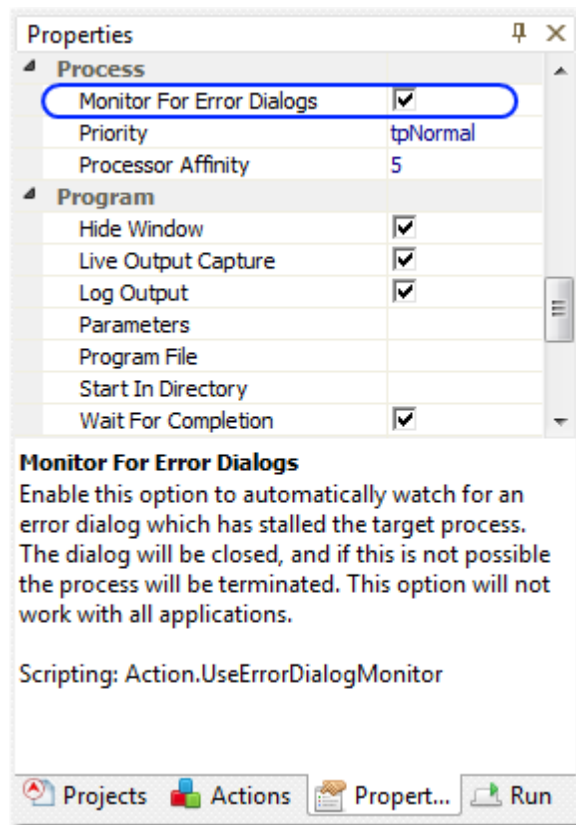 Properties
Process
Monitor For Error Dialogs
Priority tpNormal
Processor Affinity 5
Program
Hide Window
Live Output Capture
Log Output
Parameters
Program File
Start In Directory
Wait For Completion
Monitor For Error Dialogs
Enable this option to automatically watch for an
error dialog which has stalled the target process.
The dialog will be closed, and if this is not possible
the process will be terminated. This option will not
work with all applications.
Scripting: Action.UseErrorDialogMonitor
Projects Actions Propert... Run